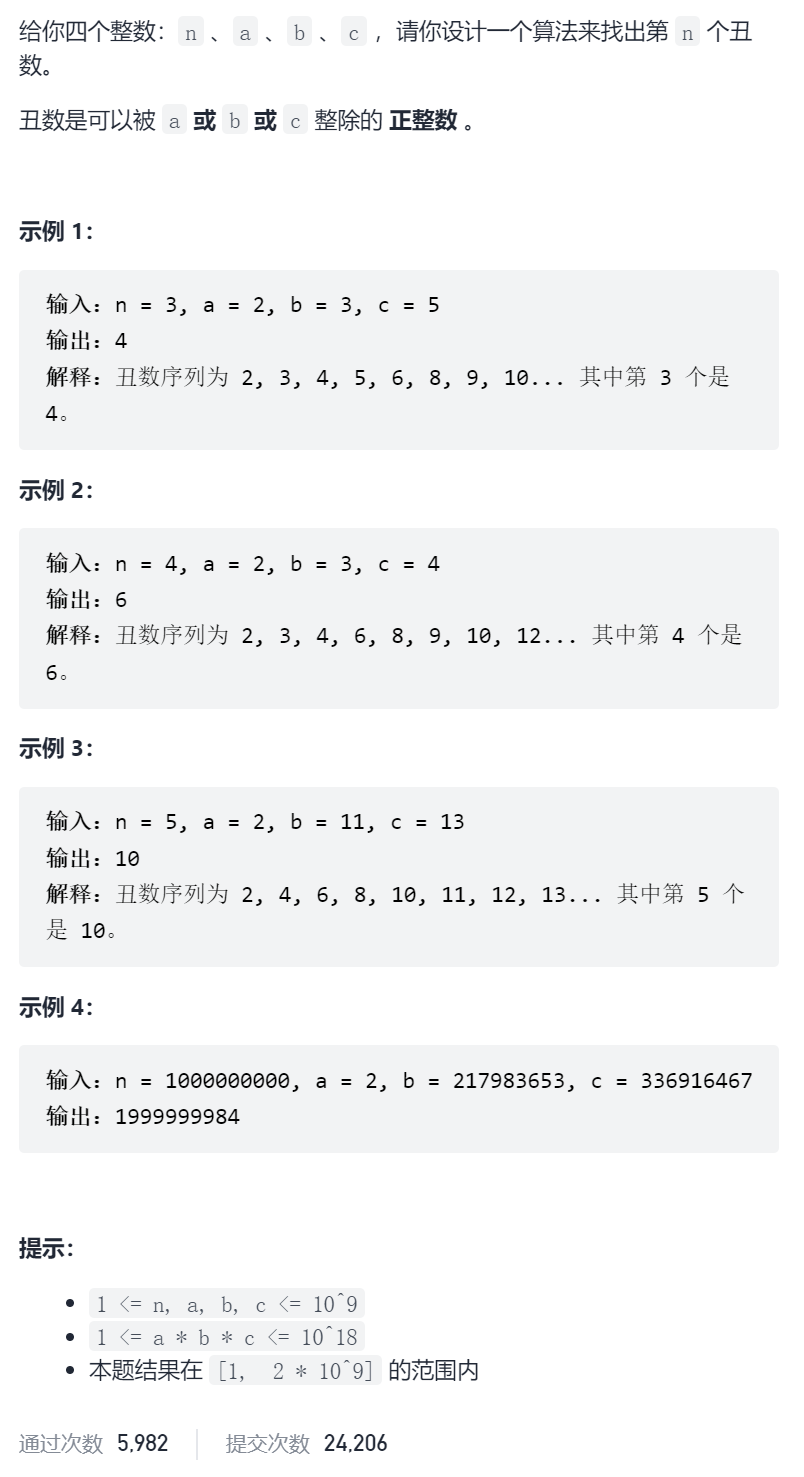 给你四个整数：n 、a 、b 、c ，请你设计一个算法来找出第 n 个丑
数。
丑数是可以被 a 或 b 或 c 整除的 正整数 。
示例 1：
输入：n = 3, a = 2, b = 3, c = 5
输出：4
解释：丑数序列为 2, 3, 4, 5, 6, 8, 9, 10... 其中第 3 个是
4。
示例 2：
输入：n = 4, a = 2, b = 3, c = 4
输出：6
解释：丑数序列为 2, 3, 4, 6, 8, 9, 10, 12... 其中第 4 个是
6。
示例 3：
输入：n = 5, a = 2, b = 11, c = 13
输出：10
解释：丑数序列为 2, 4, 6, 8, 10, 11, 12, 13... 其中第 5 个
是 10。
示例 4：
输入：n = 1000000000, a = 2, b = 217983653, c = 336916467
输出：1999999984
提示：
• 1 <= n, a, b, c <= 10^9
• 1 <= a * b * c <= 10^18
• 本题结果在 [1, 2 * 10^9] 的范围内
通过次数 5,982 提交次数 24,206